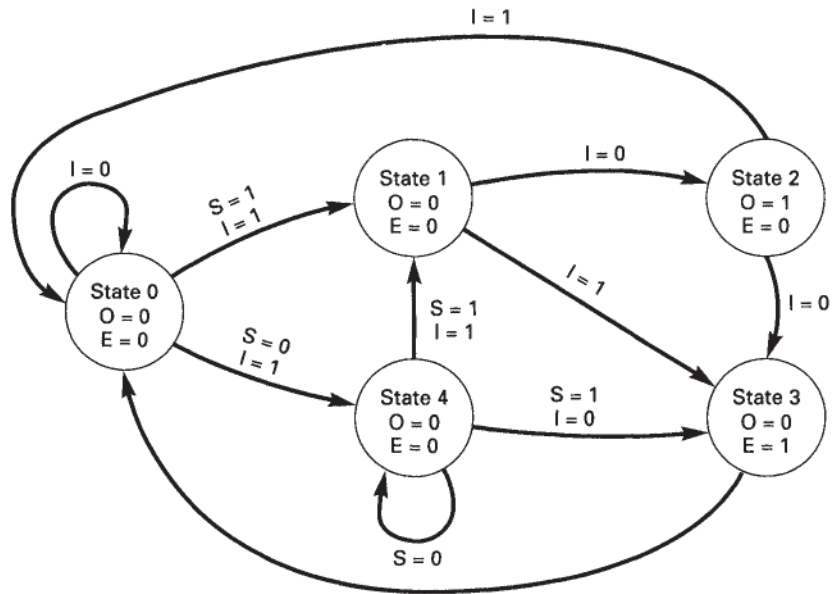 I = 1
I = 0
S = 1
I = 1
State 1
O = 0
E = 0
I = 0
State 2
O = 1
E = 0
State 0
O = 0
E = 0
S = 0
I = 1
S = 1
I = 1
I = 1
I = 0
State 4
O = 0
E = 0
S = 1
I = 0
State 3
O = 0
E = 1
S = 0